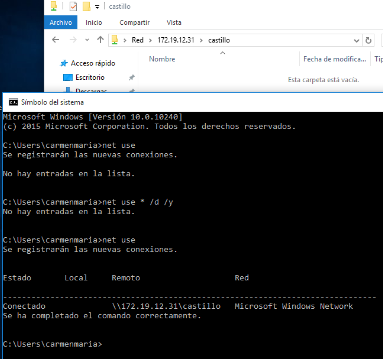 castillo
Archivo Inicio Compartir Vista
Red 172.19.12.31 castillo
Nombre Fecha de modifica... Tip
Acceso rápido
Esta carpeta está vacía.
Escritorio
Descargas
Símbolo del sistema
Microsoft Windows [Versión 10.0.10240]
(c) 2015 Microsoft Corporation. Todos los derechos reservados.
C:\Users\carmenmaria>net use
Se registrarán las nuevas conexiones.
No hay entradas en la lista.
C:\Users\carmenmaria>net use * /d /y
No hay entradas en la lista.
C:\Users\carmenmaria>net use
Se registrarán las nuevas conexiones.
Estado Local Remoto Red
-------------------------------------------------------------------------------
Conectado \\172.19.12.31\castillo Microsoft Windows Network
Se ha completado el comando correctamente.
C:\Users\carmenmaria>